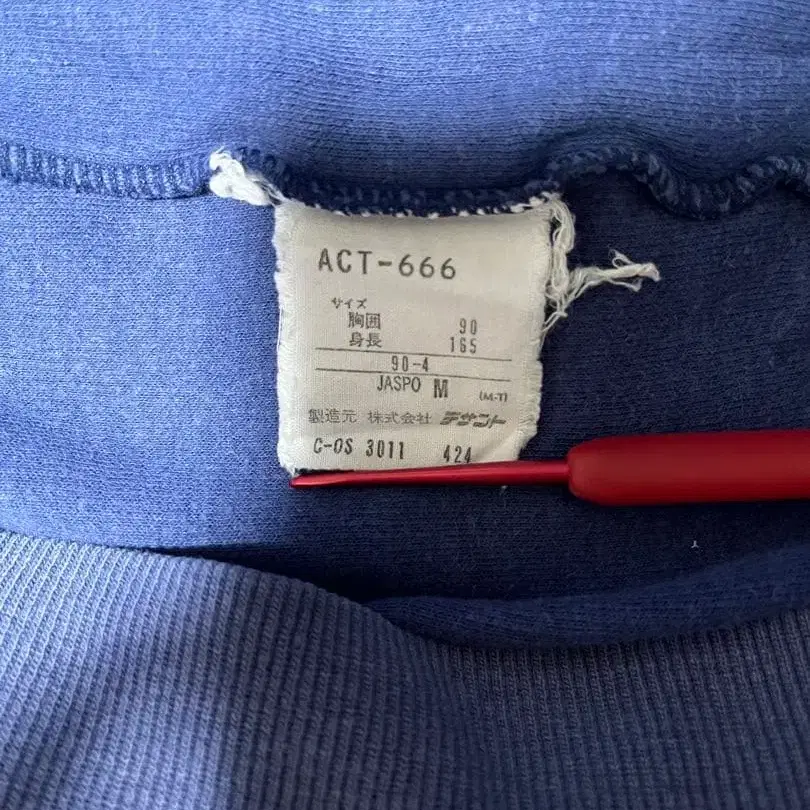 ACT-666
サイズ
胸囲 90
身長 165
90-4
JASPO M (M-T)
製造元 株式会社 デサント
C-OS 3011 424